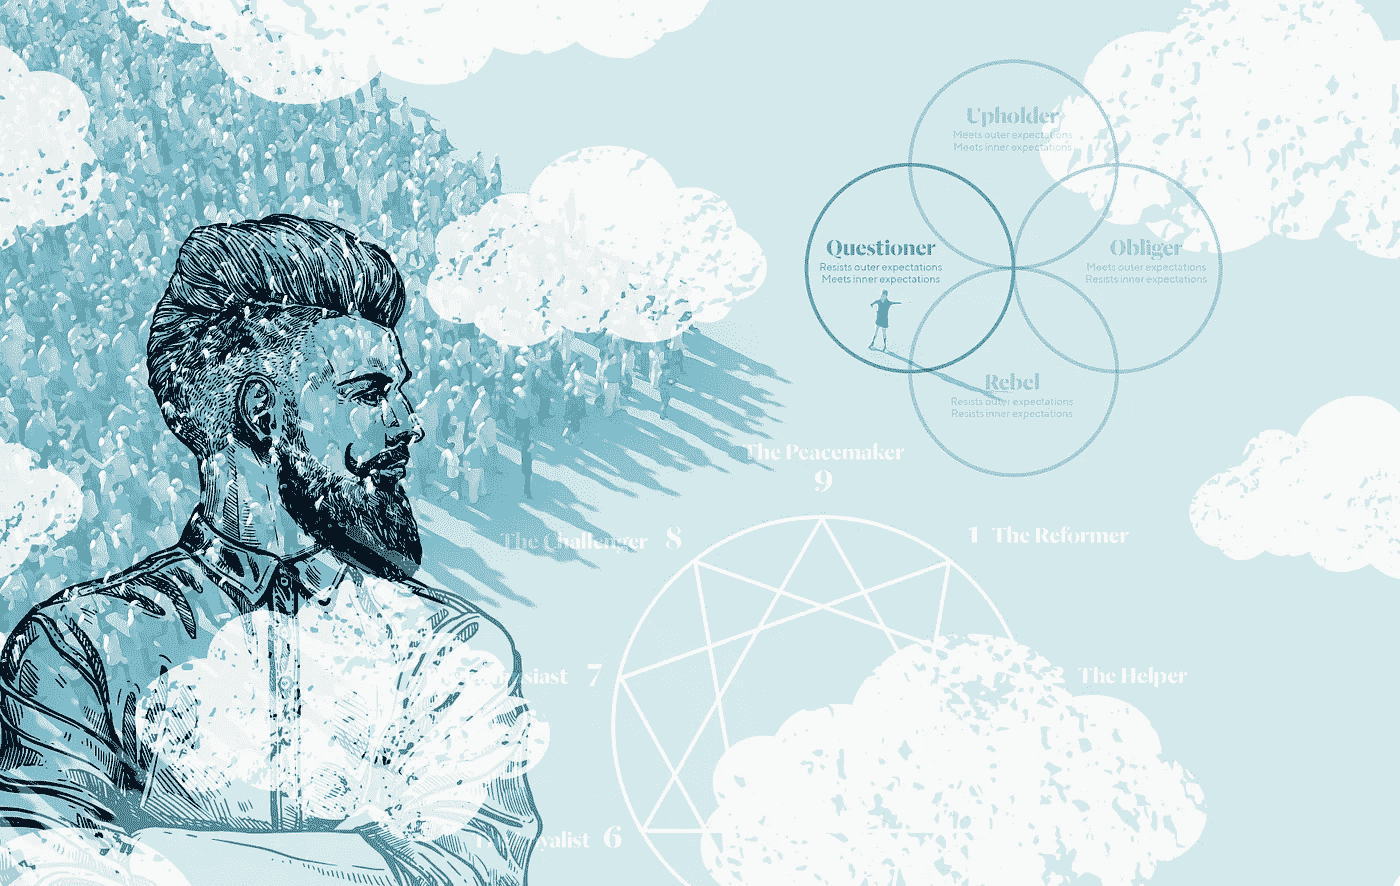 Upholder
Meets outer expectations
Meets inner expectations
Questioner
Resists outer expectations
Meets inner expectations
Obliger
Meets outer expectations
Resists inner expectations
Rebel
Resists outer expectations
Resists inner expectations
The Peacemaker
9
The Challenger 8
1 The Reformer
siast 7
The Helper
yalist 6